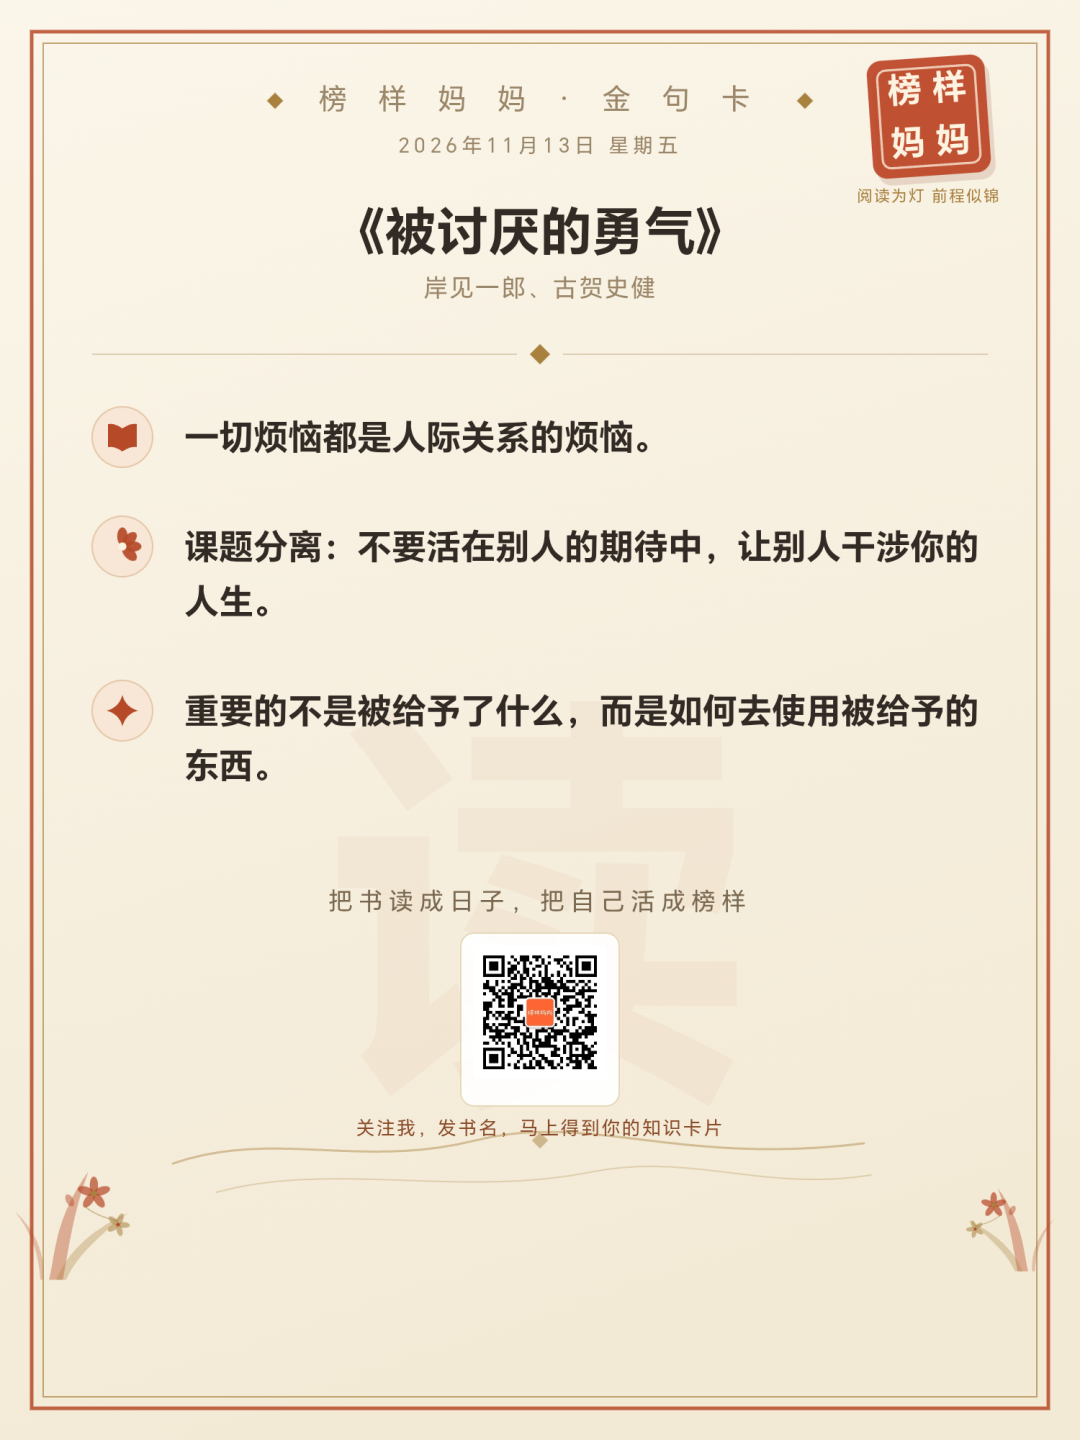 榜样妈妈·金句卡
2026年11月13日 星期五
榜样
妈妈
阅读为灯 前程似锦
《被讨厌的勇气》
岸见一郎、古贺史健
一切烦恼都是人际关系的烦恼。
课题分离：不要活在别人的期待中，让别人干涉你的
人生。
重要的不是被给予了什么，而是如何去使用被给予的
东西。
读
把书读成日子，把自己活成榜样
榜样妈妈
关注我，发书名，马上得到你的知识卡片